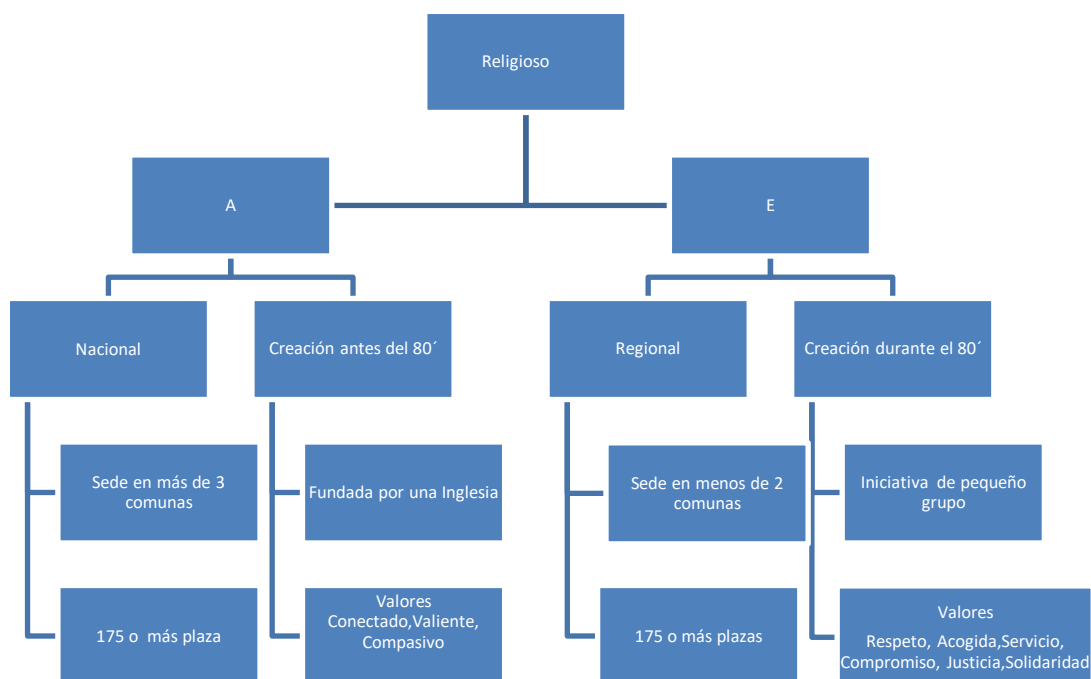 Religioso
A
E
Nacional
Creación antes del 80´
Regional
Creación durante el 80´
Sede en más de 3
comunas
Fundada por una Inglesia
Sede en menos de 2
comunas
Iniciativa de pequeño
grupo
175 o más plaza
Valores
Conectado,Valiente,
Compasivo
175 o más plazas
Valores
Respeto, Acogida,Servicio,
Compromiso, Justicia,Solidaridad